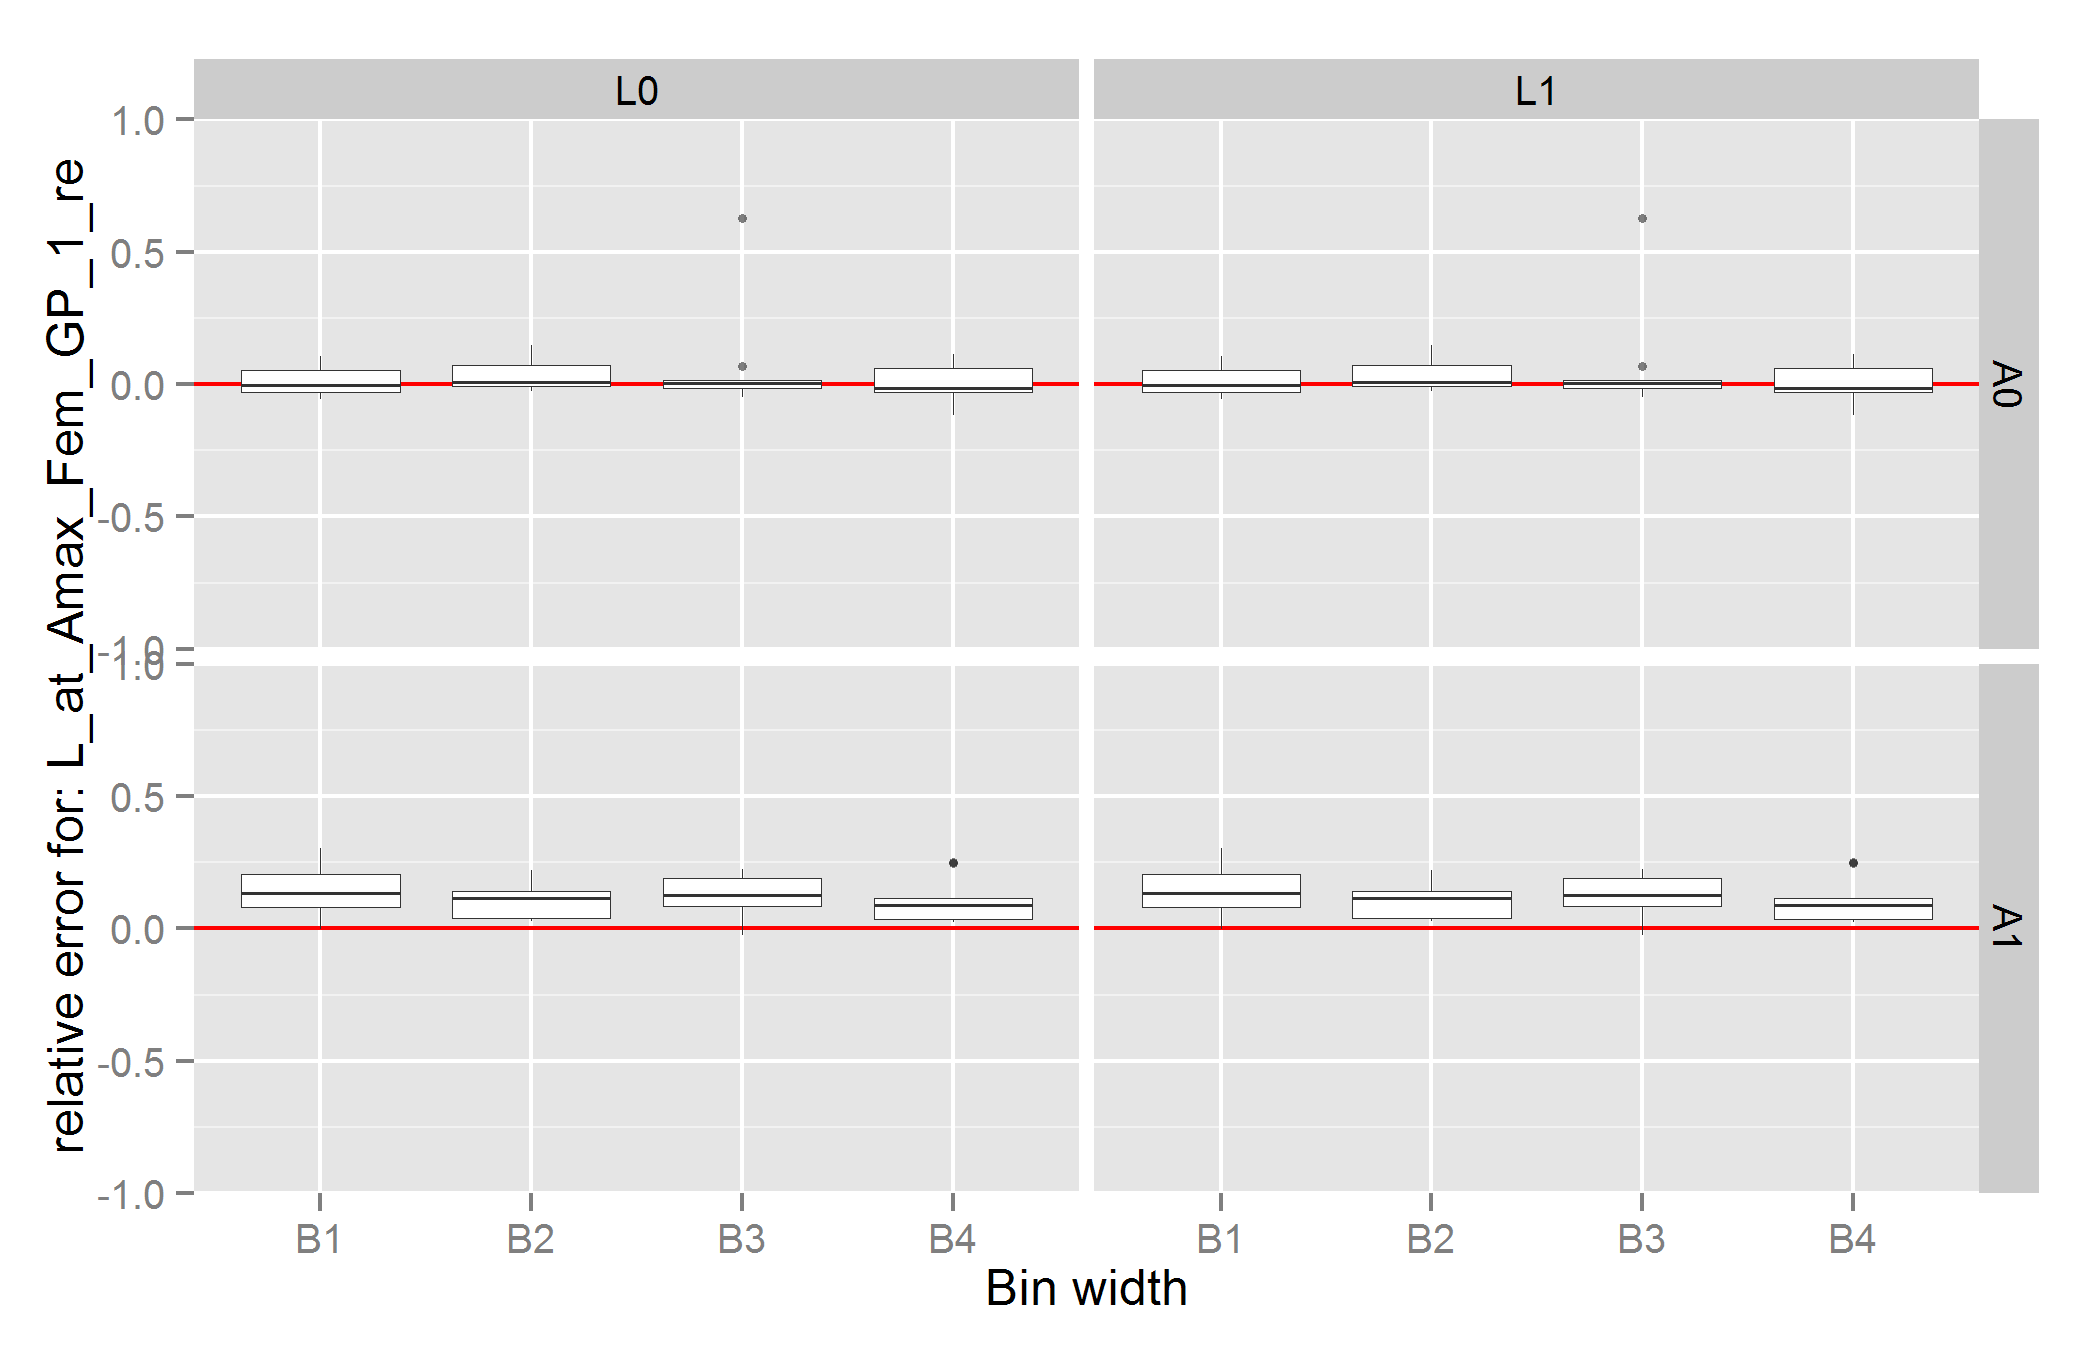 L0
L1
relative error for: L_at_Amax_Fem_GP_1_re
1.0
0.5
0.0
-0.5
-1.0
A0
1.0
0.5
0.0
-0.5
-1.0
A1
B1
B2
B3
B4
B1
B2
B3
B4
Bin width